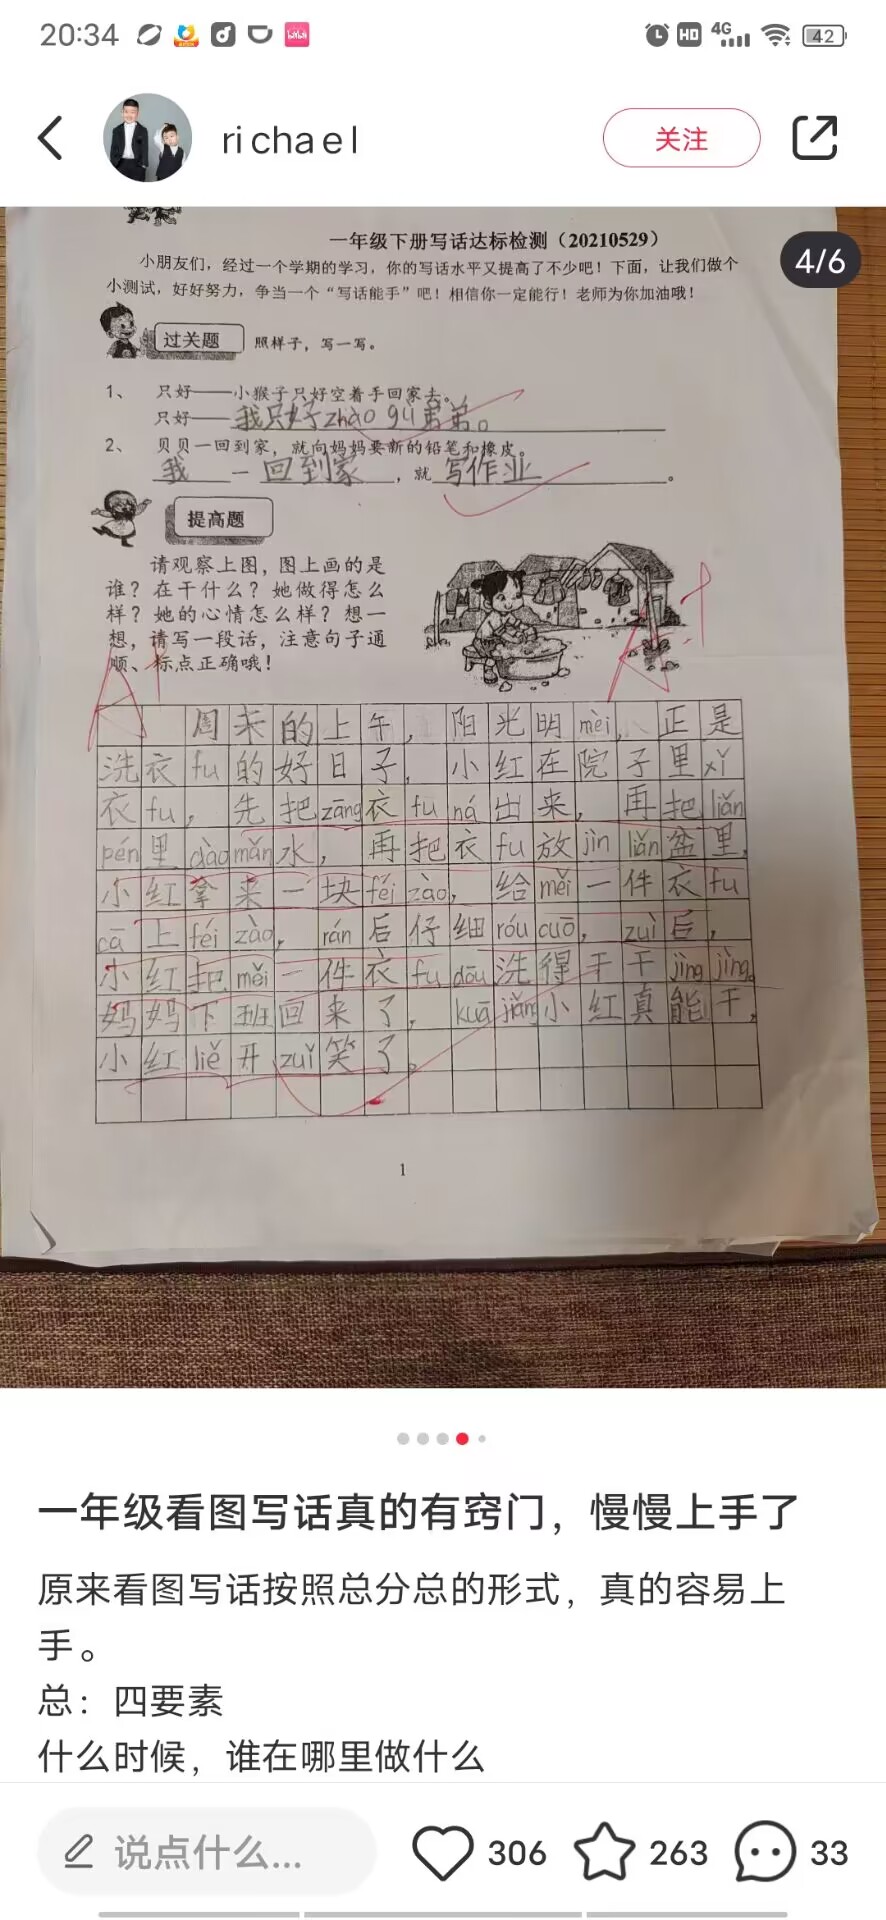 20:34
HD 4G 42
richael
关注
4/6
一年级下册写话达标检测（20210529）
小朋友们，经过一个学期的学习，你的写话水平又提高了不少吧！下面，让我们做个
小测试，好好努力，争当一个“写话能手”吧！相信你一定能行！老师为你加油哦！
过关题 照样子，写一写。
1、 只好——小猴子只好空着手回家去。
只好——我只好zhào gù弟弟。
2、 贝贝一回到家，就向妈妈要新的铅笔和橡皮。
我一回到家，就写作业。
提高题
请观察上图，图上画的是
谁？在干什么？她做得怎么
样？她的心情怎么样？想一
想，请写一段话，注意句子通
顺、标点正确哦！
A+
周末的上午，阳光明mèi，正是
洗衣fu的好日子，小红在院子里xǐ
衣fu，先把zāng衣fu ná出来，再把liǎn
pén里dào mǎn水，再把衣fu放jìn liǎn盆里，
小红拿来一块féi zào，给měi一件衣fu
cā上féi zào，rán后仔细róu cuō，zuì后，
小红把měi一件衣fu dōu洗得干干jìng jìng。
妈妈下班回来了，kuā jiǎng小红真能干，
小红liě开zuǐ笑了。
1
一年级看图写话真的有窍门，慢慢上手了
原来看图写话按照总分总的形式，真的容易上
手。
总：四要素
什么时候，谁在哪里做什么
说点什么... 306 263 33